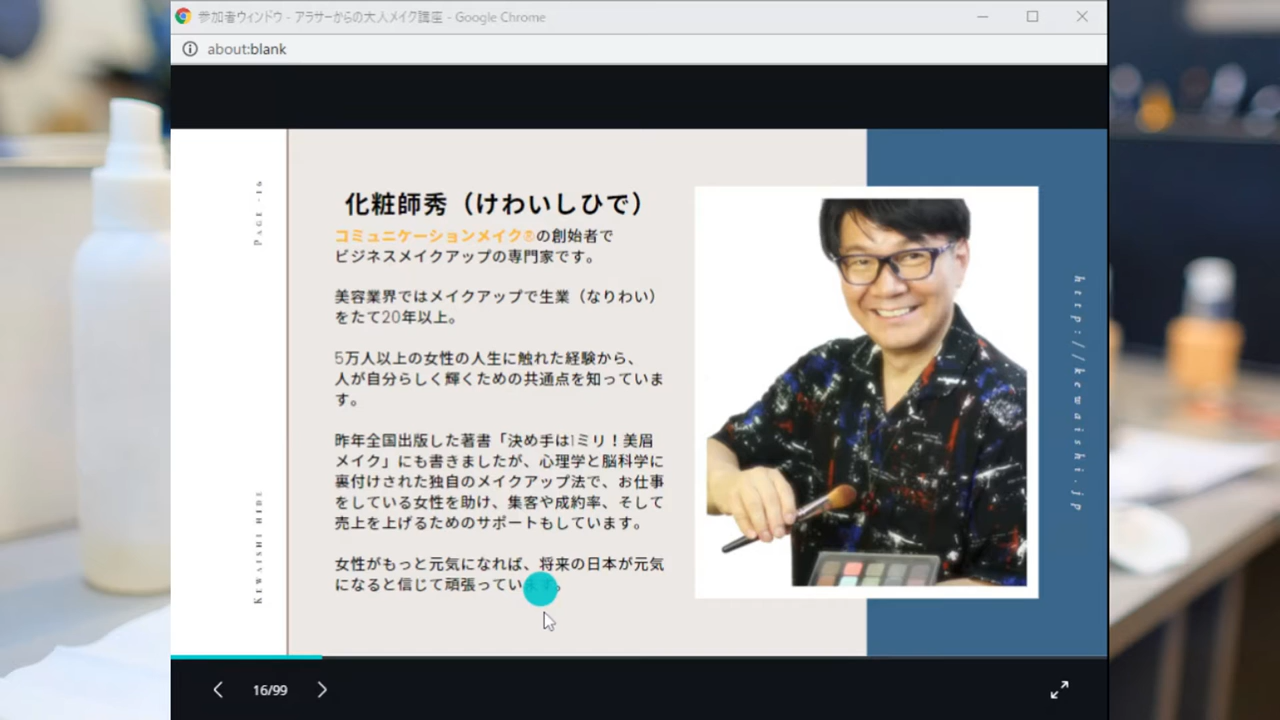 参加者ウィンドウ - アラサーからの大人メイク講座 - Google Chrome
about:blank
PAGE -16
化粧師秀（けわいしひで）
コミュニケーションメイク®の創始者で
ビジネスメイクアップの専門家です。
美容業界ではメイクアップで生業（なりわい）
をたて20年以上。
5万人以上の女性の人生に触れた経験から、
人が自分らしく輝くための共通点を知っていま
す。
昨年全国出版した著書「決め手は1ミリ！美眉
メイク」にも書きましたが、心理学と脳科学に
裏付けされた独自のメイクアップ法で、お仕事
をしている女性を助け、集客や成約率、そして
売上を上げるためのサポートもしています。
女性がもっと元気になれば、将来の日本が元気
になると信じて頑張っています。
KEWAISHI HIDE
http://kewaishi.jp
16/99